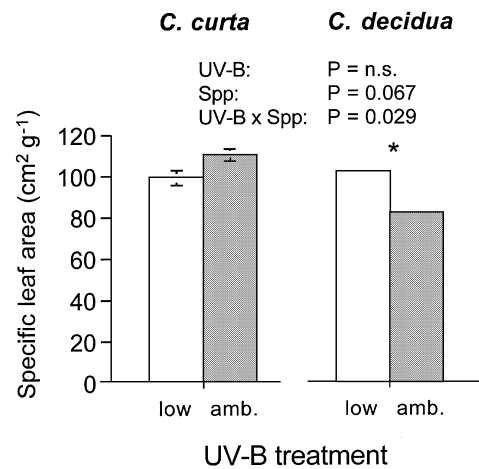 C. curta C. decidua
UV-B: P = n.s.
Spp: P = 0.067
UV-B x Spp: P = 0.029
Specific leaf area (cm² g⁻¹)
120
100
80
60
40
20
0
*
low amb. low amb.
UV-B treatment